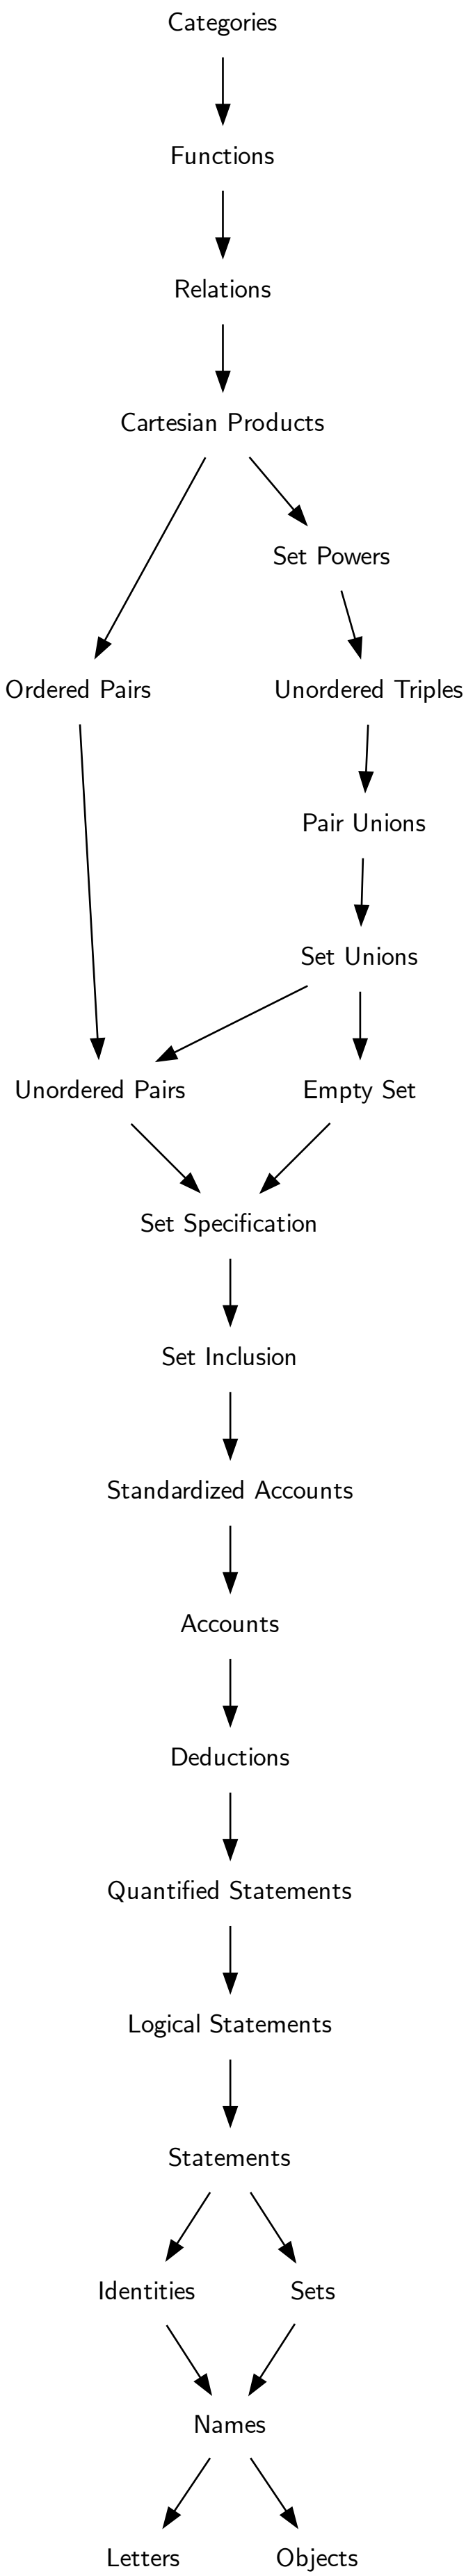 Categories
Functions
Relations
Cartesian Products
Set Powers
Ordered Pairs
Unordered Triples
Pair Unions
Set Unions
Unordered Pairs
Empty Set
Set Specification
Set Inclusion
Standardized Accounts
Accounts
Deductions
Quantified Statements
Logical Statements
Statements
Identities
Sets
Names
Letters
Objects